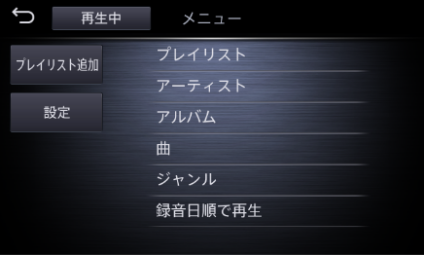 再生中 メニュー
プレイリスト追加
設定
プレイリスト
アーティスト
アルバム
曲
ジャンル
録音日順で再生